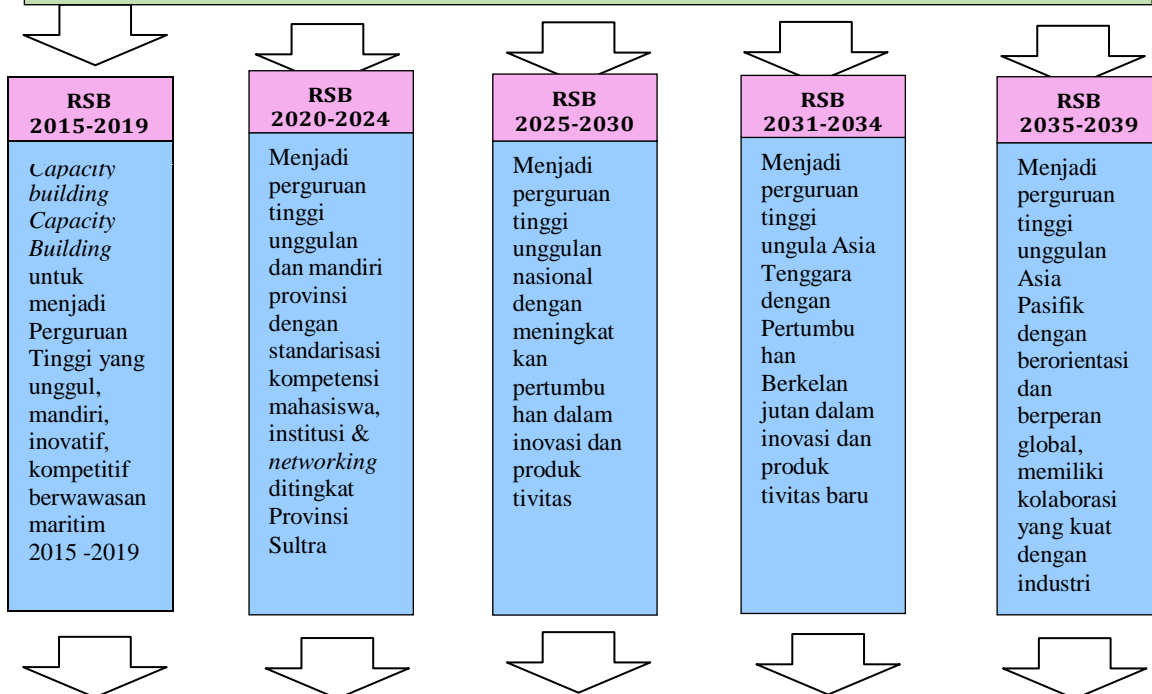 RSB
2015-2019
Capacity
building
Capacity
Building
untuk
menjadi
Perguruan
Tinggi yang
unggul,
mandiri,
inovatif,
kompetitif
berwawasan
maritim
2015 -2019
RSB
2020-2024
Menjadi
perguruan
tinggi
unggulan
dan mandiri
provinsi
dengan
standarisasi
kompetensi
mahasiswa,
institusi &
networking
ditingkat
Provinsi
Sultra
RSB
2025-2030
Menjadi
perguruan
tinggi
unggulan
nasional
dengan
meningkat
kan
pertumbu
han dalam
inovasi dan
produk
tivitas
RSB
2031-2034
Menjadi
perguruan
tinggi
ungula Asia
Tenggara
dengan
Pertumbu
han
Berkelan
jutan dalam
inovasi dan
produk
tivitas baru
RSB
2035-2039
Menjadi
perguruan
tinggi
unggulan
Asia
Pasifik
dengan
berorientasi
dan
berperan
global,
memiliki
kolaborasi
yang kuat
dengan
industri